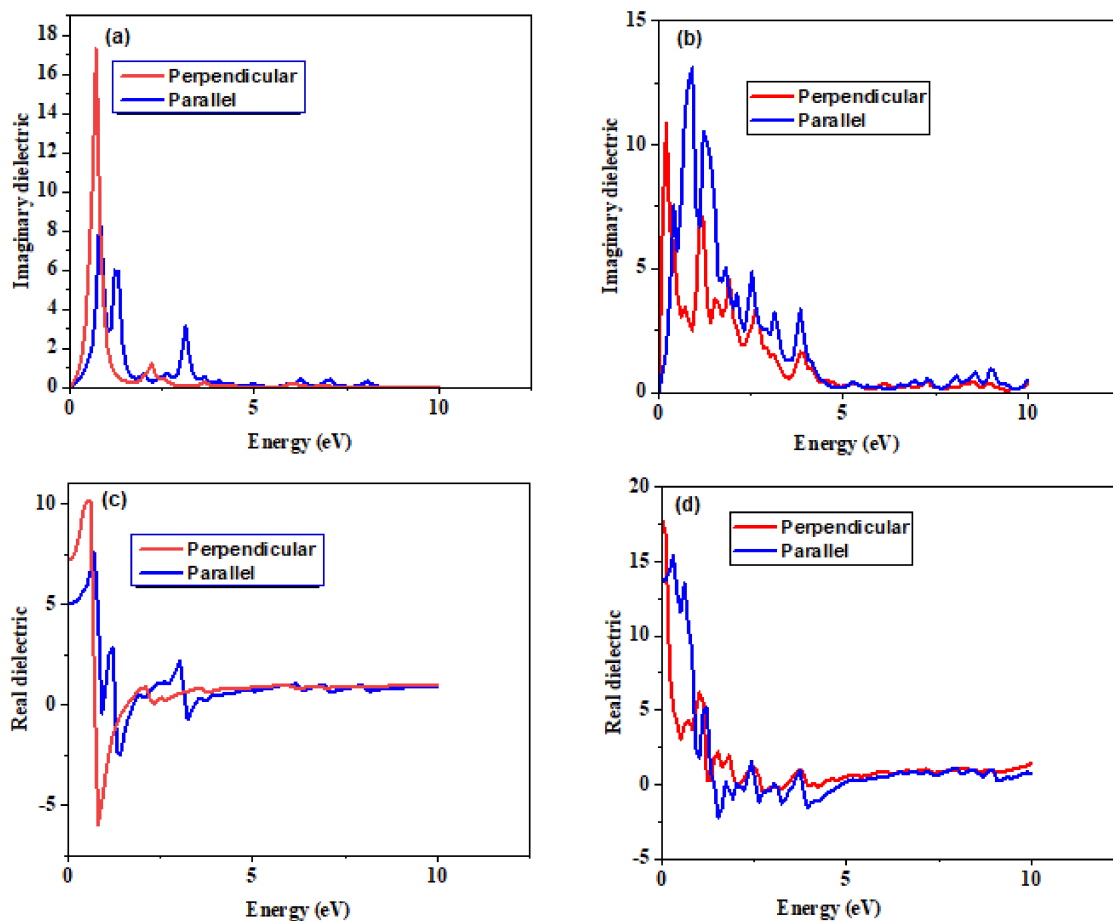 (a)
18
16
14
12
10
8
6
4
2
0
Imaginary dielectric
Perpendicular
Parallel
0
5
10
Energy (eV)
(b)
15
10
5
0
Imaginary dielectric
Perpendicular
Parallel
0
5
10
Energy (eV)
(c)
10
5
0
-5
Real dielectric
Perpendicular
Parallel
0
5
10
Energy (eV)
(d)
20
15
10
5
0
-5
Real dielectric
Perpendicular
Parallel
0
5
10
Energy (eV)